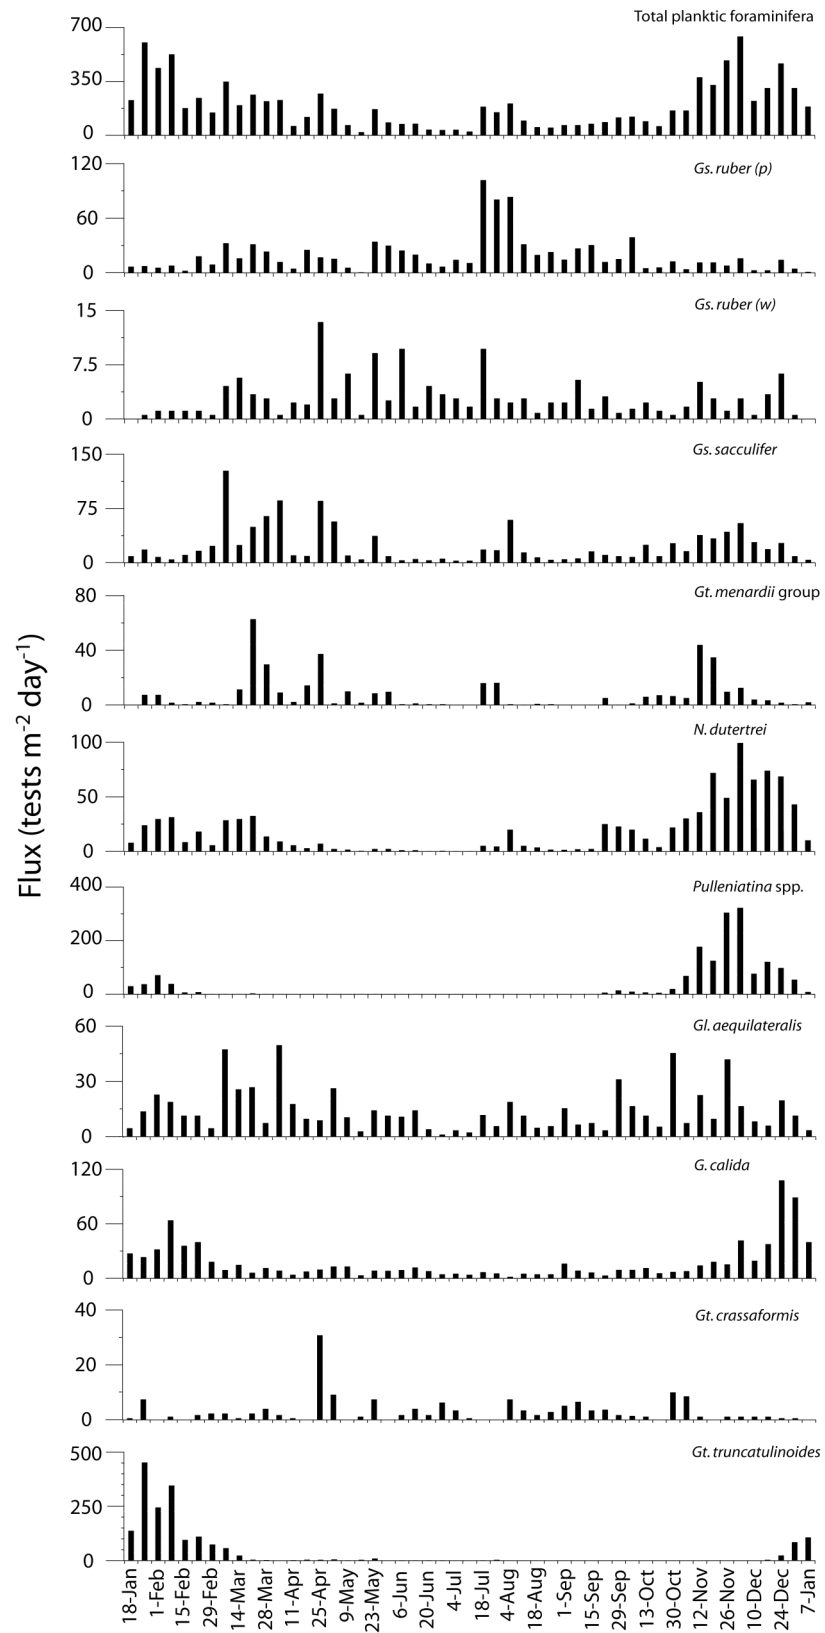 Total planktic foraminifera
700
350
0
Gs. ruber (p)
120
60
0
Gs. ruber (w)
15
7.5
0
Gs. sacculifer
150
75
0
Gt. menardii group
80
40
0
N. dutertrei
100
50
0
Pulleniatina spp.
400
200
0
Gl. aequilateralis
60
30
0
G. calida
120
60
0
Gt. crassaformis
40
20
0
Gt. truncatulinoides
500
250
0
Flux (tests m-2 day-1)
18-Jan
1-Feb
15-Feb
29-Feb
14-Mar
28-Mar
11-Apr
25-Apr
9-May
23-May
6-Jun
20-Jun
4-Jul
18-Jul
4-Aug
18-Aug
1-Sep
15-Sep
29-Sep
13-Oct
30-Oct
12-Nov
26-Nov
10-Dec
24-Dec
7-Jan